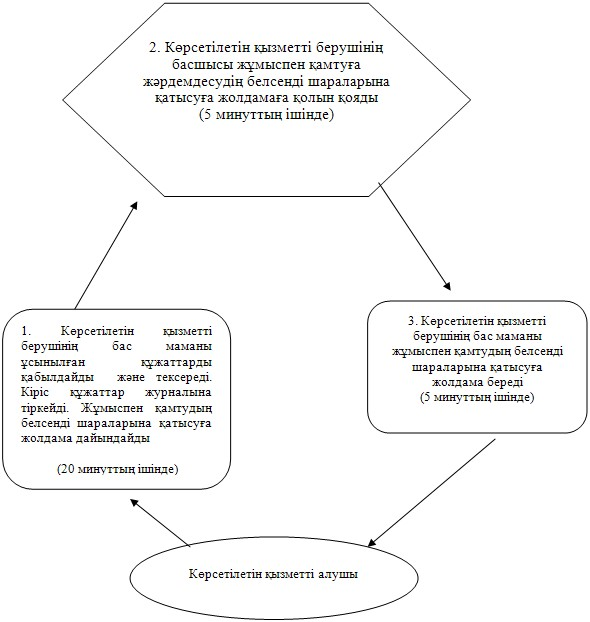 2. Көрсетілетін қызметті берушінің
басшысы жұмыспен қамтуға
жәрдемдесудің белсенді шараларына
қатысуға жолдамаға қолын қояды
(5 минуттың ішінде)
1. Көрсетілетін қызметті
берушінің бас маманы
ұсынылған құжаттарды
қабылдайды және тексереді.
Кіріс құжаттар журналына
тіркейді. Жұмыспен қамтудың
белсенді шараларына қатысуға
жолдама дайындайды
(20 минуттың ішінде)
3. Көрсетілетін қызметті
берушінің бас маманы
жұмыспен қамтудың белсенді
шараларына қатысуға
жолдама береді
(5 минуттың ішінде)
Көрсетілетін қызметті алушы